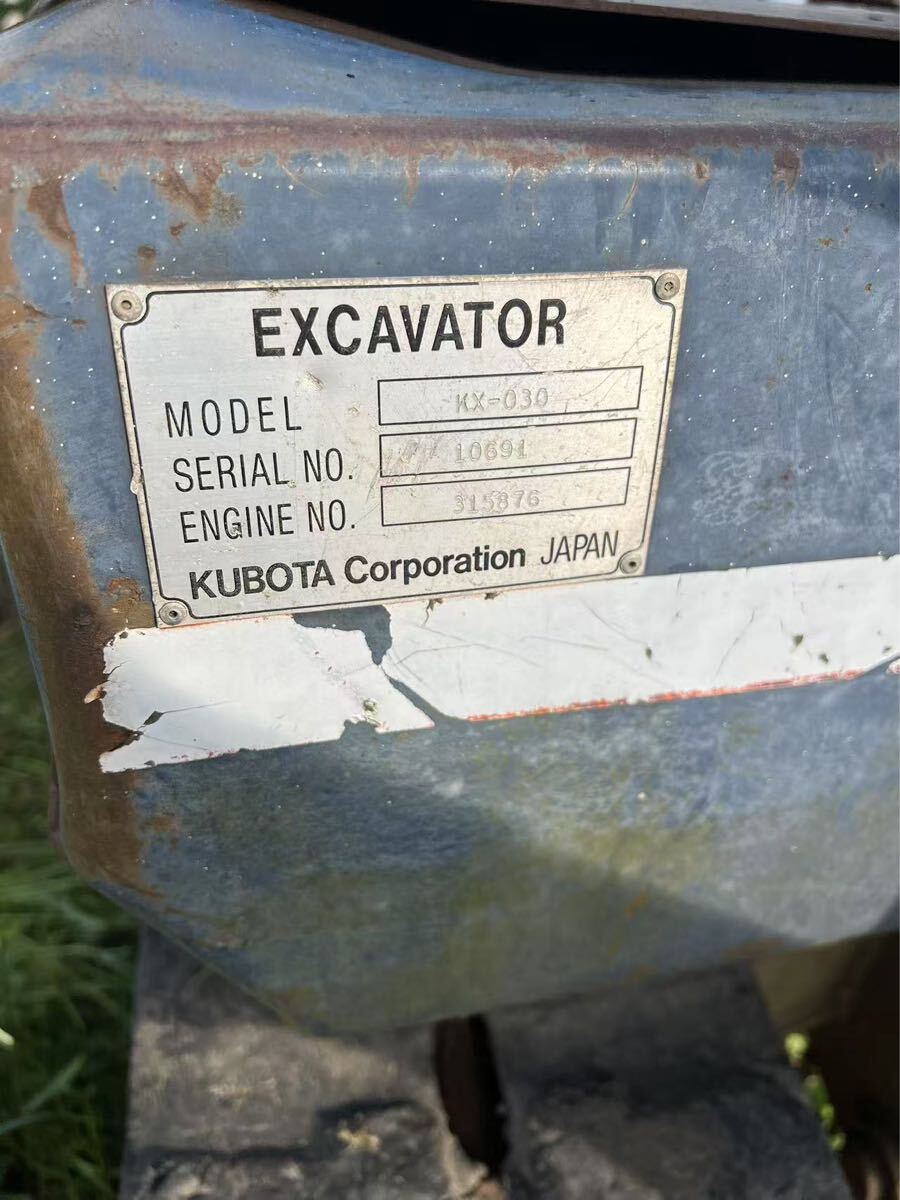 EXCAVATOR
MODEL KX-030
SERIAL NO. 10691
ENGINE NO. 315876
KUBOTA Corporation JAPAN